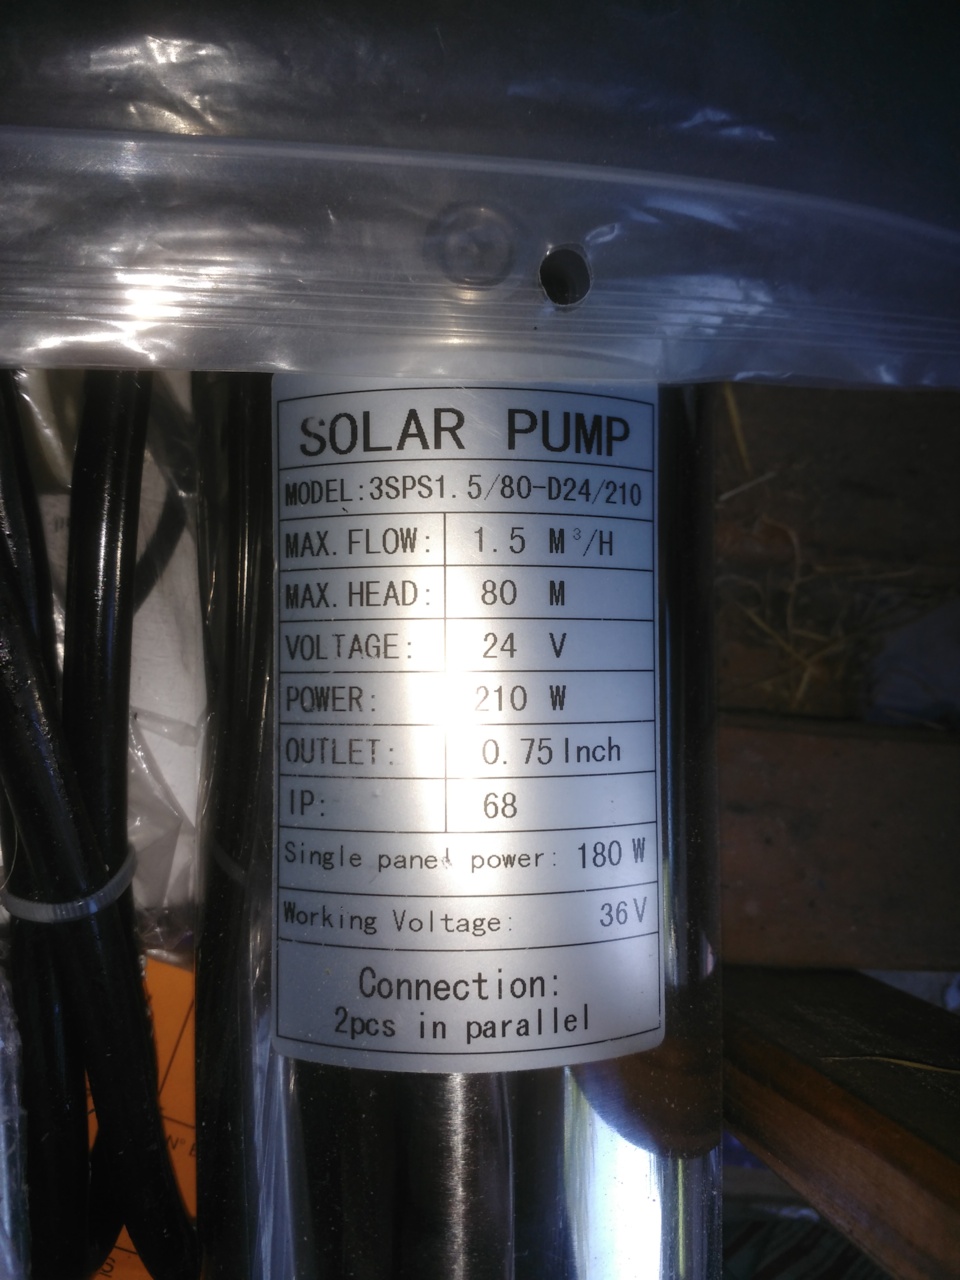 SOLAR PUMP
MODEL:3SPS1.5/80-D24/210
MAX. FLOW: 1.5 M³/H
MAX. HEAD: 80 M
VOLTAGE: 24 V
POWER: 210 W
OUTLET: 0.75 Inch
IP: 68
Single panel power: 180 W
Working Voltage: 36V
Connection:
2pcs in parallel